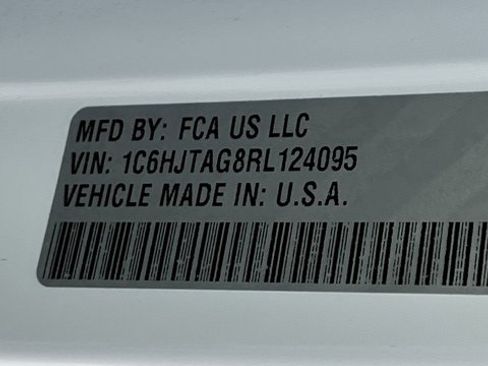 MFD BY: FCA US LLC
VIN: 1C6HJTAG8RL124095
VEHICLE MADE IN: U.S.A.